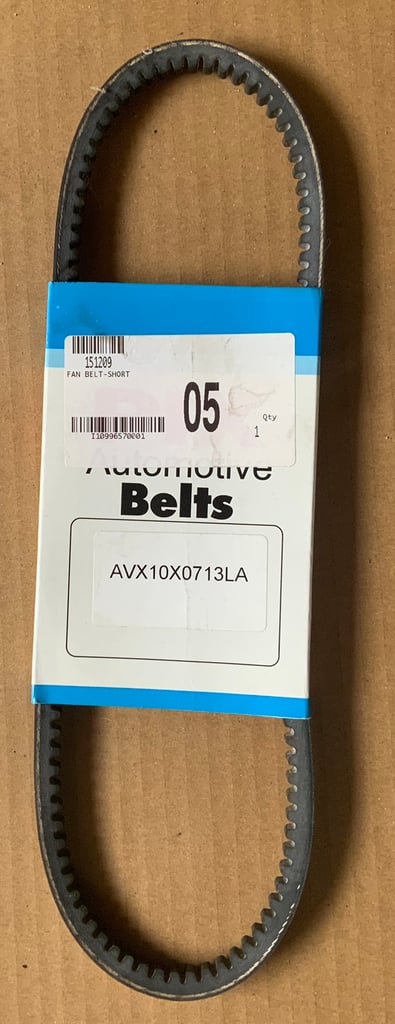 151209
FAN BELT-SHORT
05
Qty
1
I10996570001
Automotive
Belts
AVX10X0713LA